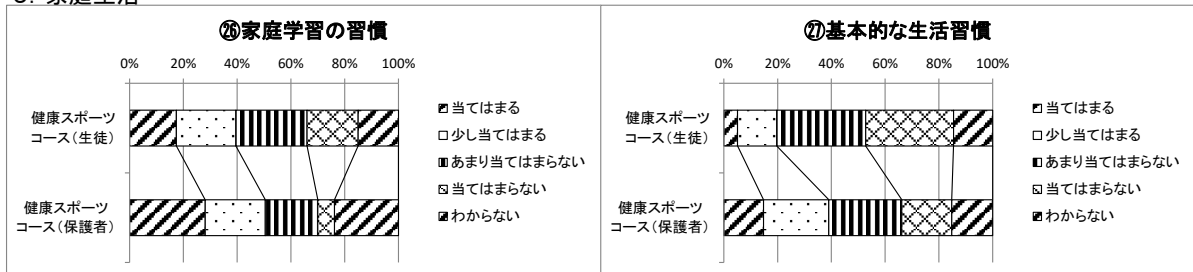 ㉖家庭学習の習慣
0% 20% 40% 60% 80% 100%
健康スポーツ
コース(生徒)
健康スポーツ
コース(保護者)
当てはまる
少し当てはまる
あまり当てはまらない
当てはまらない
わからない
㉗基本的な生活習慣
0% 20% 40% 60% 80% 100%
健康スポーツ
コース(生徒)
健康スポーツ
コース(保護者)
当てはまる
少し当てはまる
あまり当てはまらない
当てはまらない
わからない